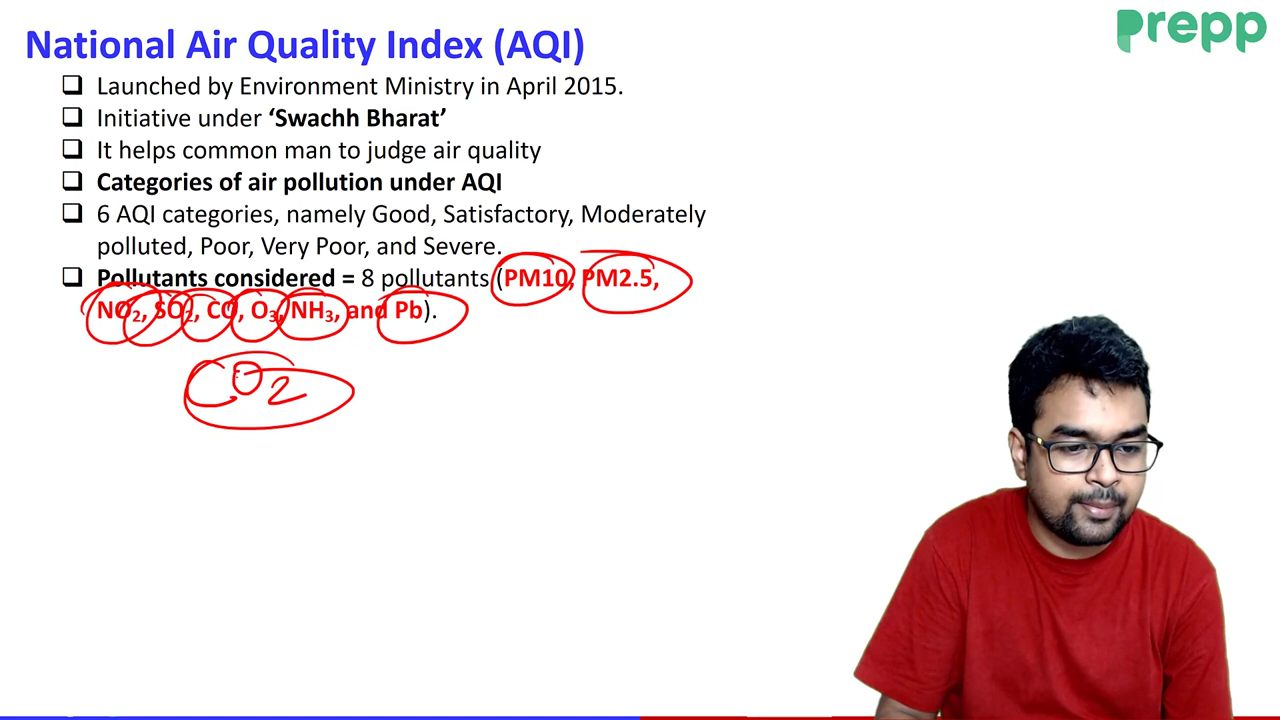 National Air Quality Index (AQI)
prepp
❑ Launched by Environment Ministry in April 2015.
❑ Initiative under ‘Swachh Bharat’
❑ It helps common man to judge air quality
❑ Categories of air pollution under AQI
❑ 6 AQI categories, namely Good, Satisfactory, Moderately
polluted, Poor, Very Poor, and Severe.
❑ Pollutants considered = 8 pollutants (PM10, PM2.5,
NO₂, SO₂, CO, O₃, NH₃, and Pb).
CO2